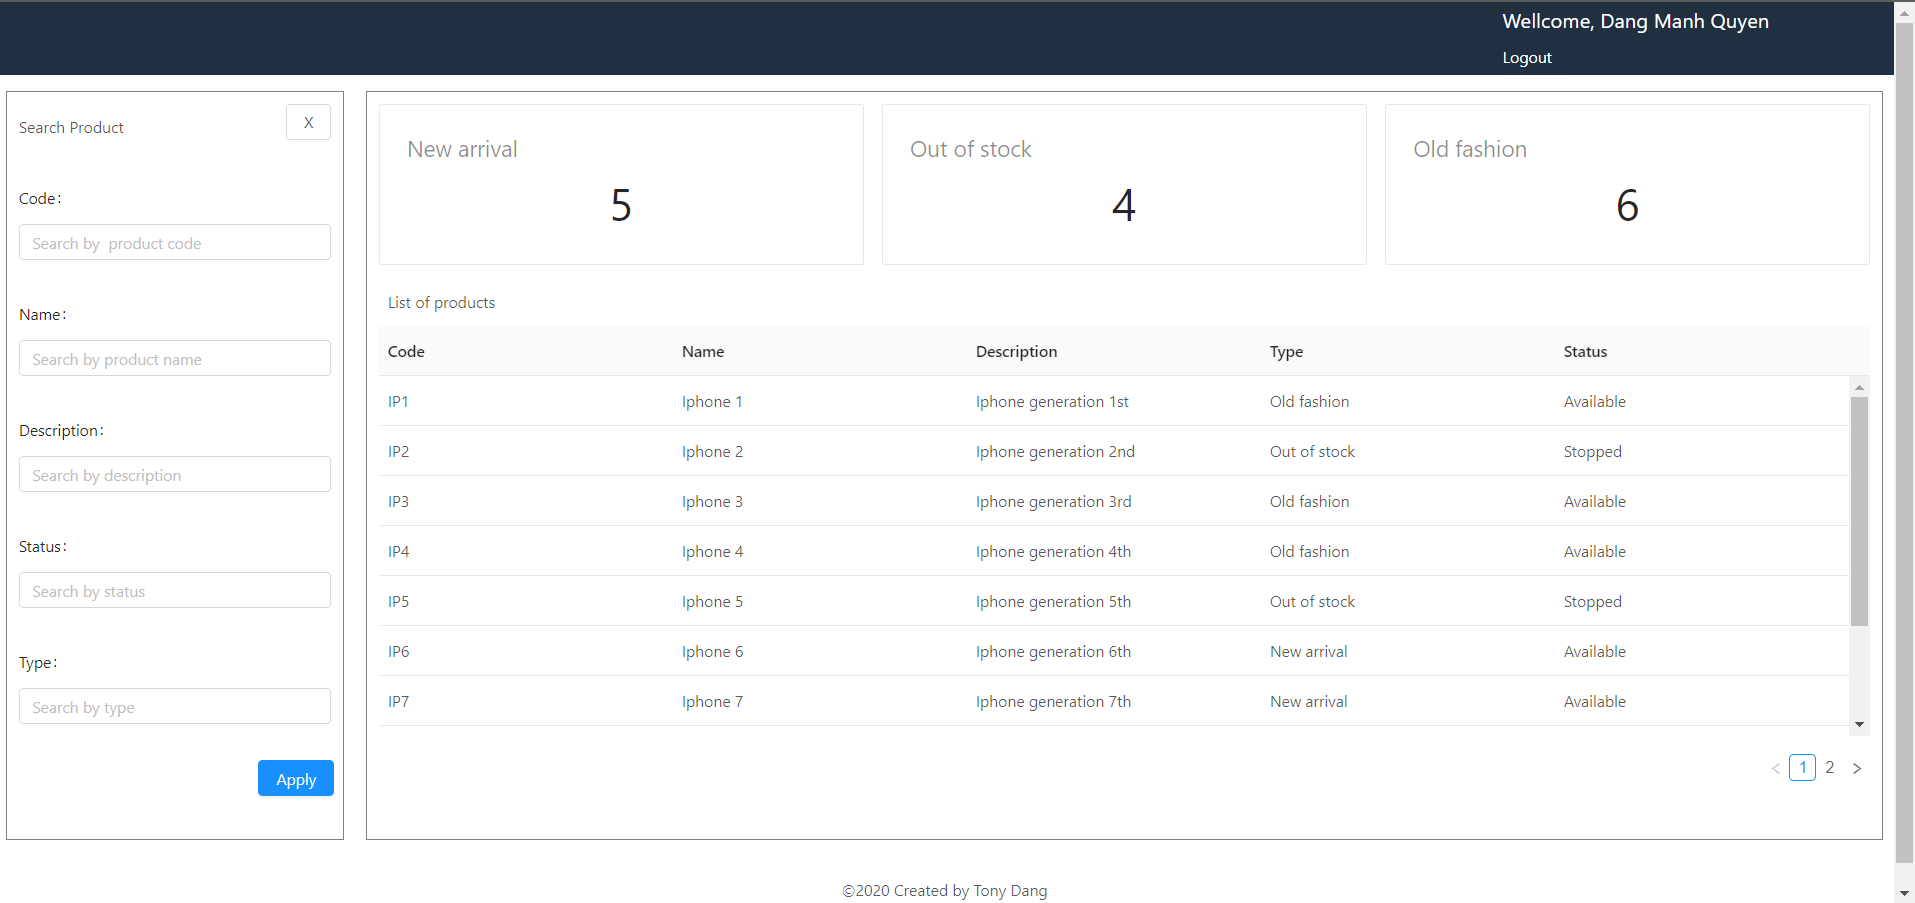 Wellcome, Dang Manh Quyen
Logout
Search Product
X
Code:
Search by  product code
Name:
Search by product name
Description:
Search by description
Status:
Search by status
Type:
Search by type
Apply
New arrival
5
Out of stock
4
Old fashion
6
List of products
Code Name Description Type Status
IP1 Iphone 1 Iphone generation 1st Old fashion Available
IP2 Iphone 2 Iphone generation 2nd Out of stock Stopped
IP3 Iphone 3 Iphone generation 3rd Old fashion Available
IP4 Iphone 4 Iphone generation 4th Old fashion Available
IP5 Iphone 5 Iphone generation 5th Out of stock Stopped
IP6 Iphone 6 Iphone generation 6th New arrival Available
IP7 Iphone 7 Iphone generation 7th New arrival Available
< 1 2 >
©2020 Created by Tony Dang